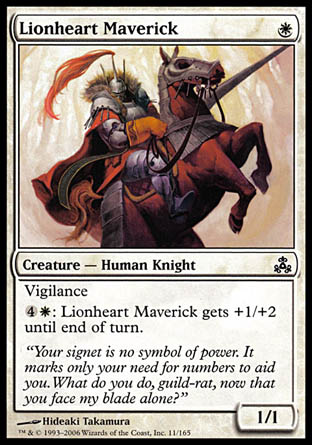 Lionheart Maverick
Creature — Human Knight
Vigilance
4: Lionheart Maverick gets +1/+2
until end of turn.
“Your signet is no symbol of power. It
marks only your need for numbers to aid
you. What do you do, guild-rat, now that
you face my blade alone?”
Hideaki Takamura
1/1
™ & © 1993–2006 Wizards of the Coast, Inc. 11/165